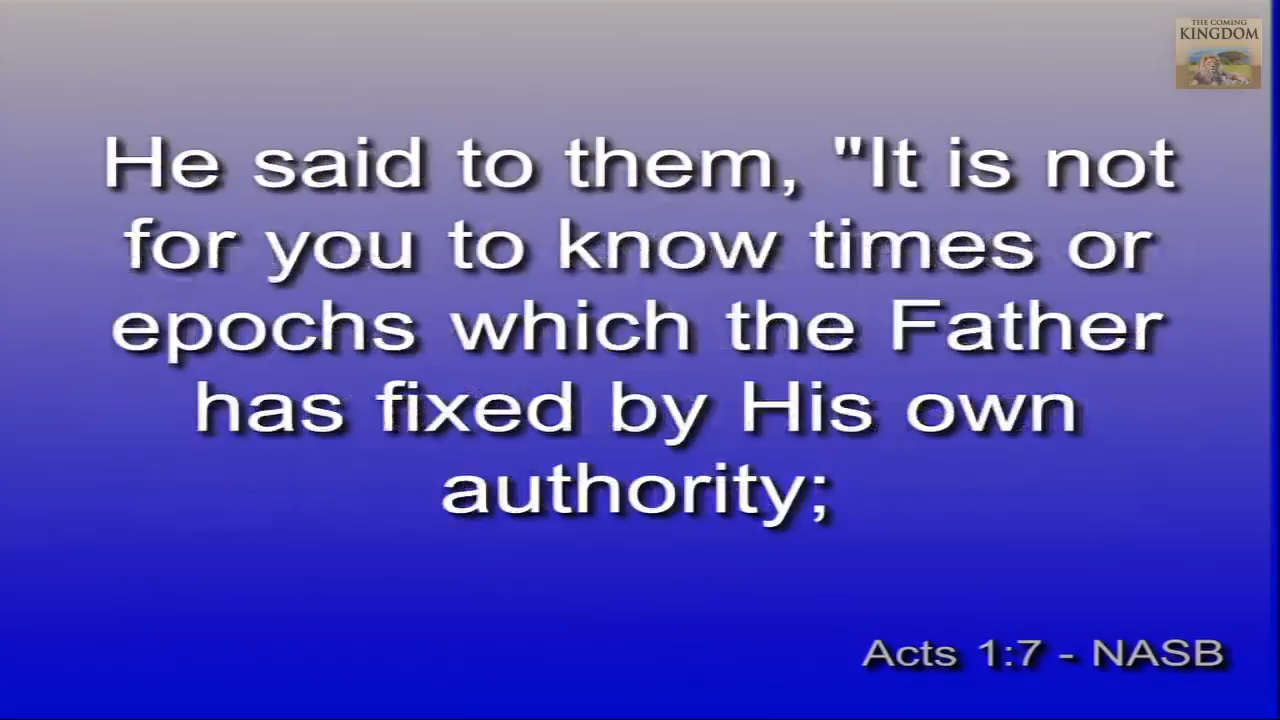 THE COMING
KINGDOM
He said to them, "It is not
for you to know times or
epochs which the Father
has fixed by His own
authority;
Acts 1:7 - NASB